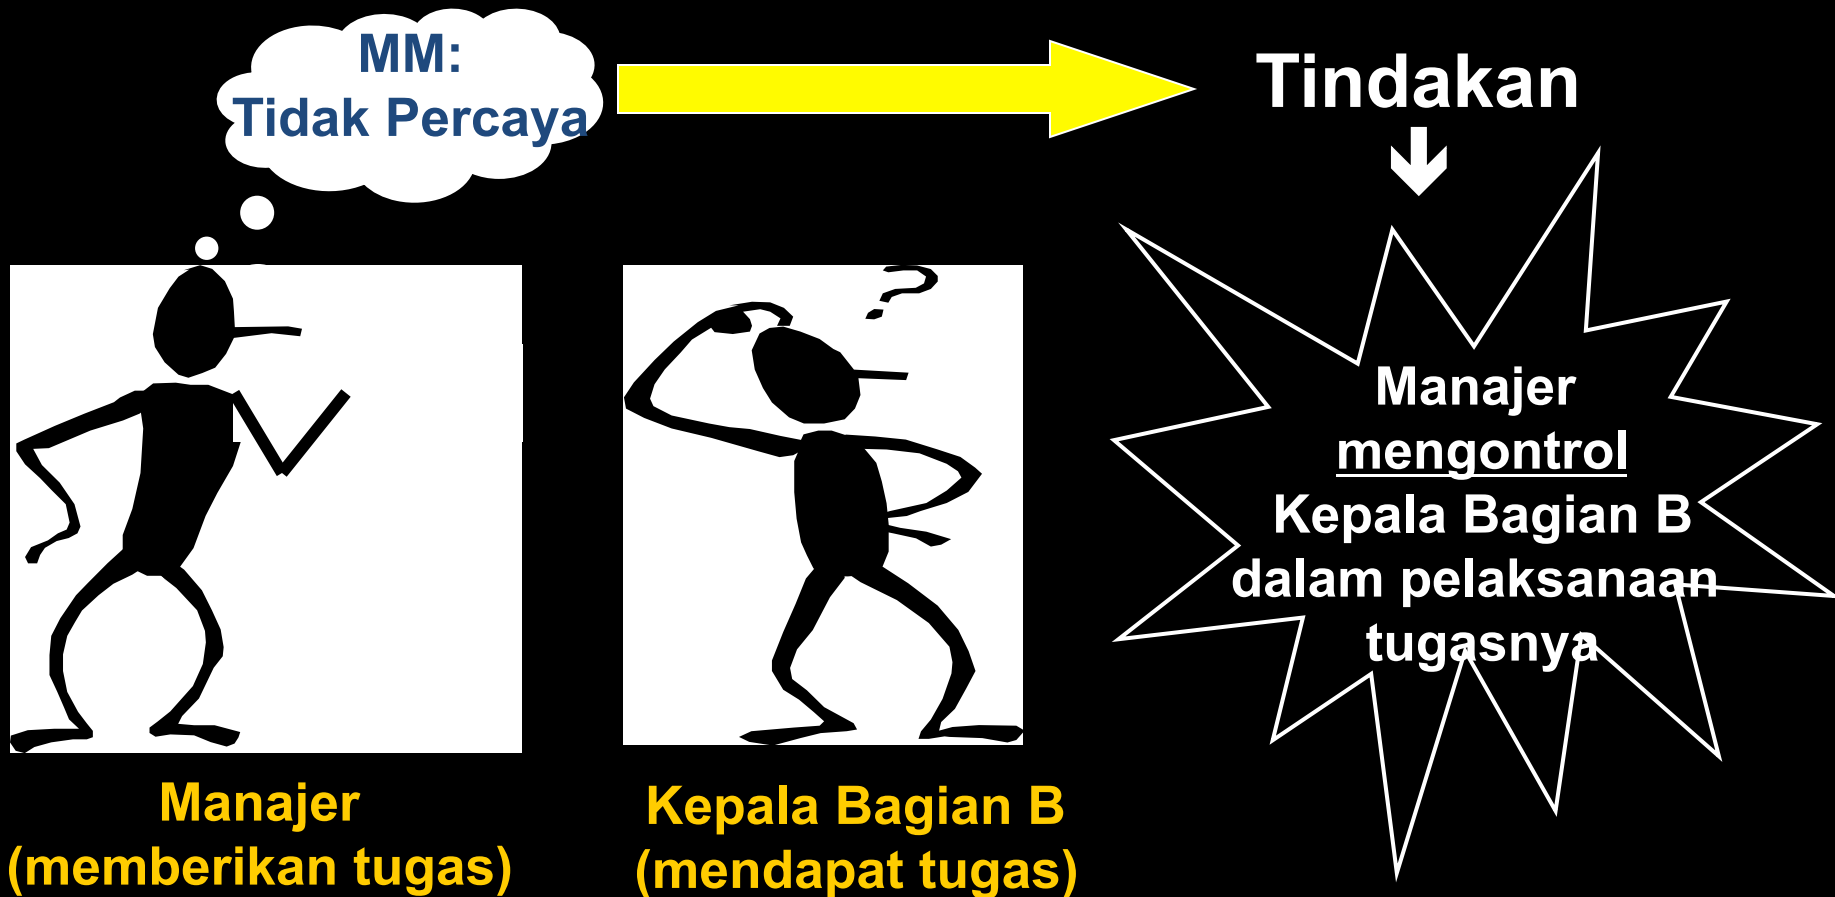 MM:
Tidak Percaya
Tindakan
Manajer
mengontrol
Kepala Bagian B
dalam pelaksanaan
tugasnya
?
Manajer
(memberikan tugas)
Kepala Bagian B
(mendapat tugas)